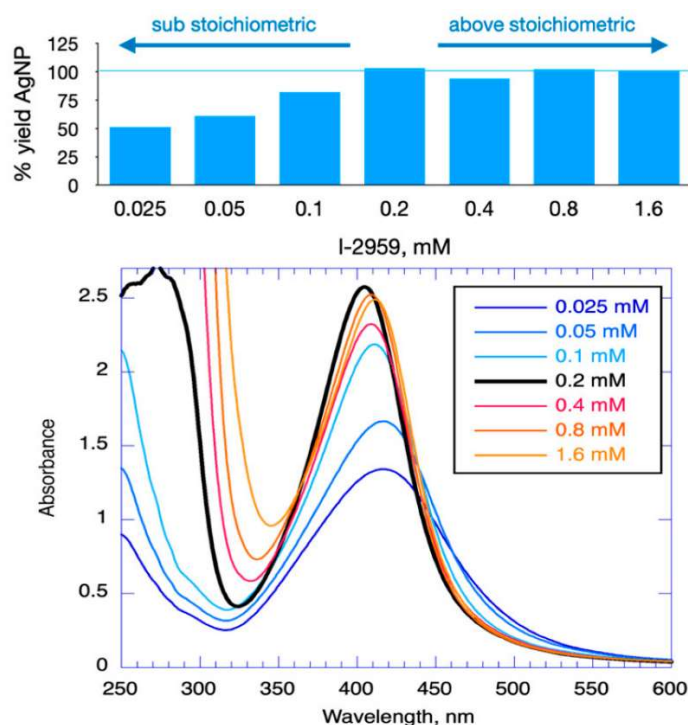 sub stoichiometric above stoichiometric
125
100
75
50
25
0
% yield AgNP
0.025 0.05 0.1 0.2 0.4 0.8 1.6
I-2959, mM
2.5
2
1.5
1
0.5
0
Absorbance
0.025 mM
0.05 mM
0.1 mM
0.2 mM
0.4 mM
0.8 mM
1.6 mM
250 300 350 400 450 500 550 600
Wavelength, nm